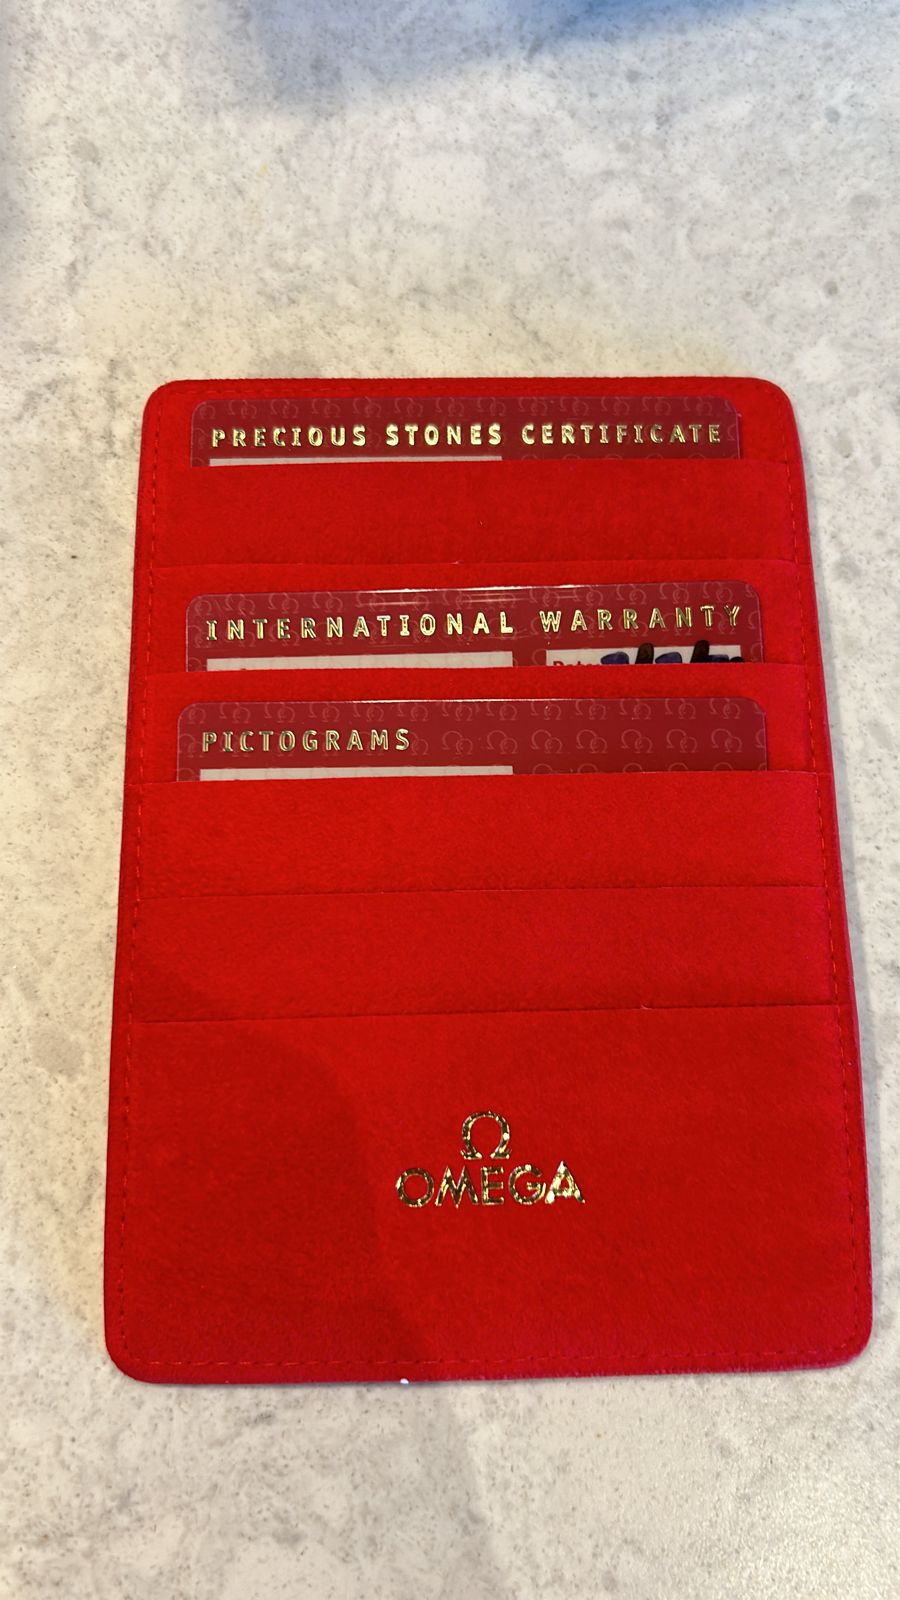 PRECIOUS STONES CERTIFICATE
INTERNATIONAL WARRANTY
PICTOGRAMS
Ω
OMEGA